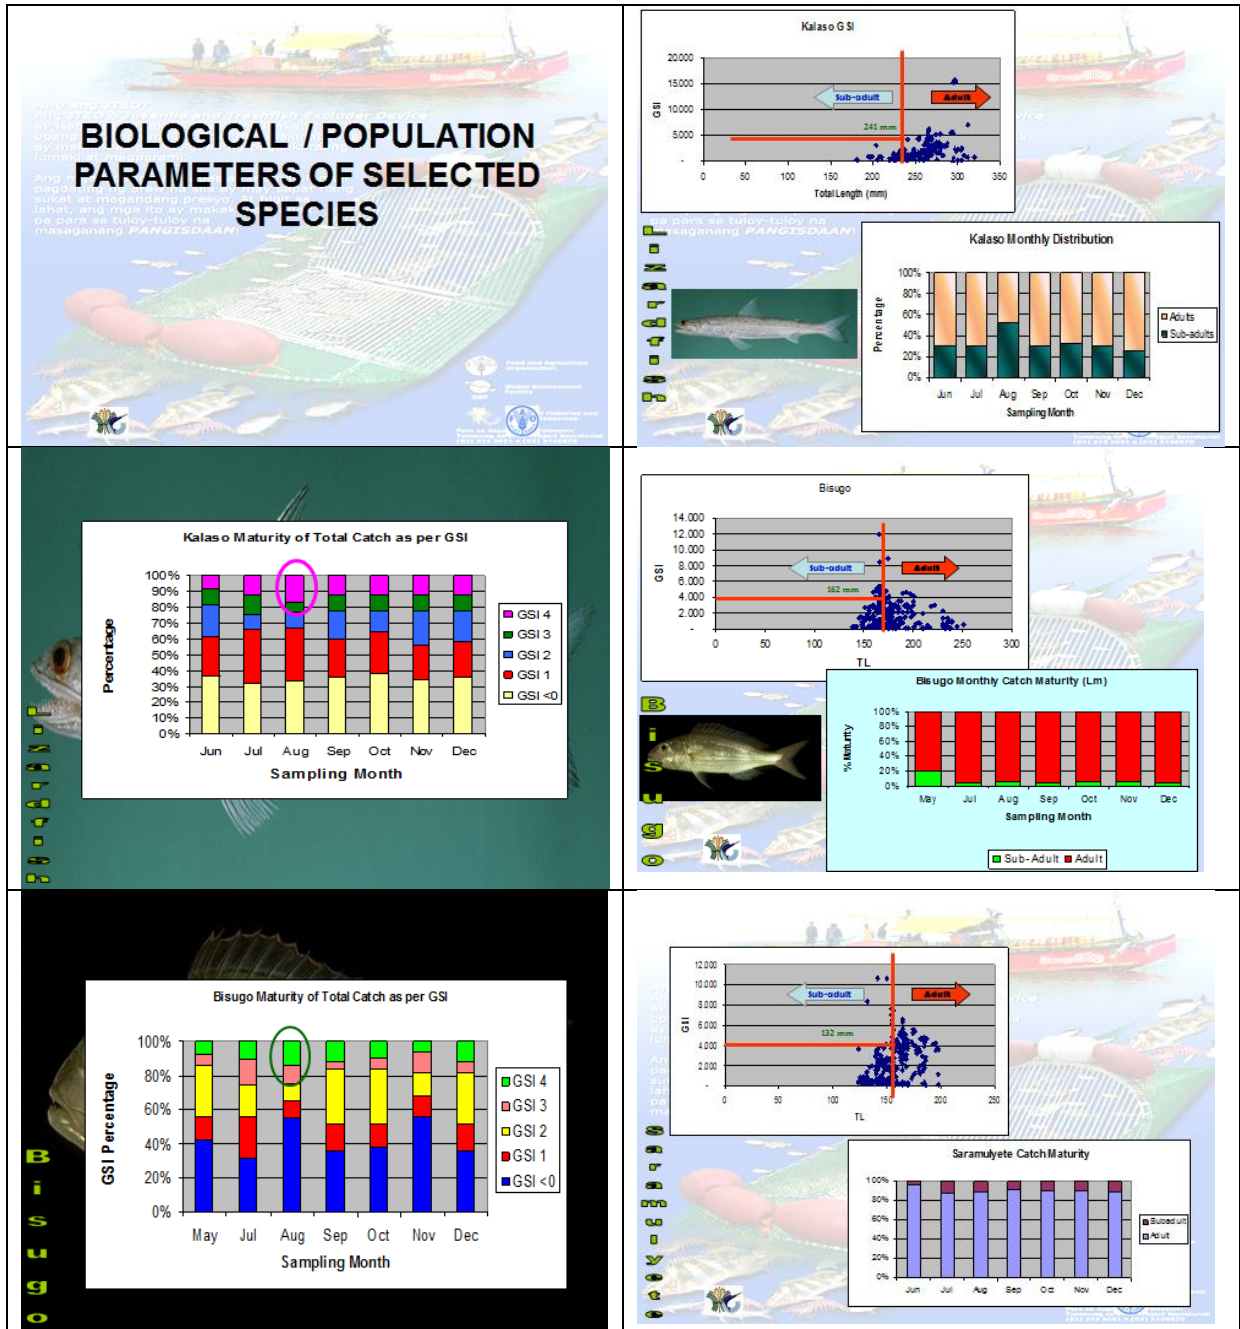 BIOLOGICAL / POPULATION
PARAMETERS OF SELECTED
SPECIES
Kalaso GSI
20.000
15.000
10.000
5.000
-
GSI
Sub-adult
Adult
241 mm
0 50 100 150 200 250 300 350
Total Length (mm)
Lizardfish
Kalaso Monthly Distribution
100%
80%
60%
40%
20%
0%
Percentage
Jun Jul Aug Sep Oct Nov Dec
Sampling Month
Adults
Sub-adults
Kalaso Maturity of Total Catch as per GSI
100%
90%
80%
70%
60%
50%
40%
30%
20%
10%
0%
Percentage
Jun Jul Aug Sep Oct Nov Dec
Sampling Month
GSI 4
GSI 3
GSI 2
GSI 1
GSI <0
Lizardfish
Bisugo
14.000
12.000
10.000
8.000
6.000
4.000
2.000
-
GSI
Sub-adult
Adult
162 mm
0 50 100 150 200 250 300
TL
Bisugo
Bisugo Monthly Catch Maturity (Lm)
100%
80%
60%
40%
20%
0%
% Maturity
May Jul Aug Sep Oct Nov Dec
Sampling Month
Sub-Adult Adult
Bisugo Maturity of Total Catch as per GSI
100%
80%
60%
40%
20%
0%
GSI Percentage
May Jul Aug Sep Oct Nov Dec
Sampling Month
GSI 4
GSI 3
GSI 2
GSI 1
GSI <0
Bisugo
12.000
10.000
8.000
6.000
4.000
2.000
-
GSI
Sub-adult
Adult
132 mm
0 50 100 150 200 250
TL
Saramulyete
Saramulyete Catch Maturity
100%
80%
60%
40%
20%
0%
Jun Jul Aug Sep Oct Nov Dec
Subadult
Adult